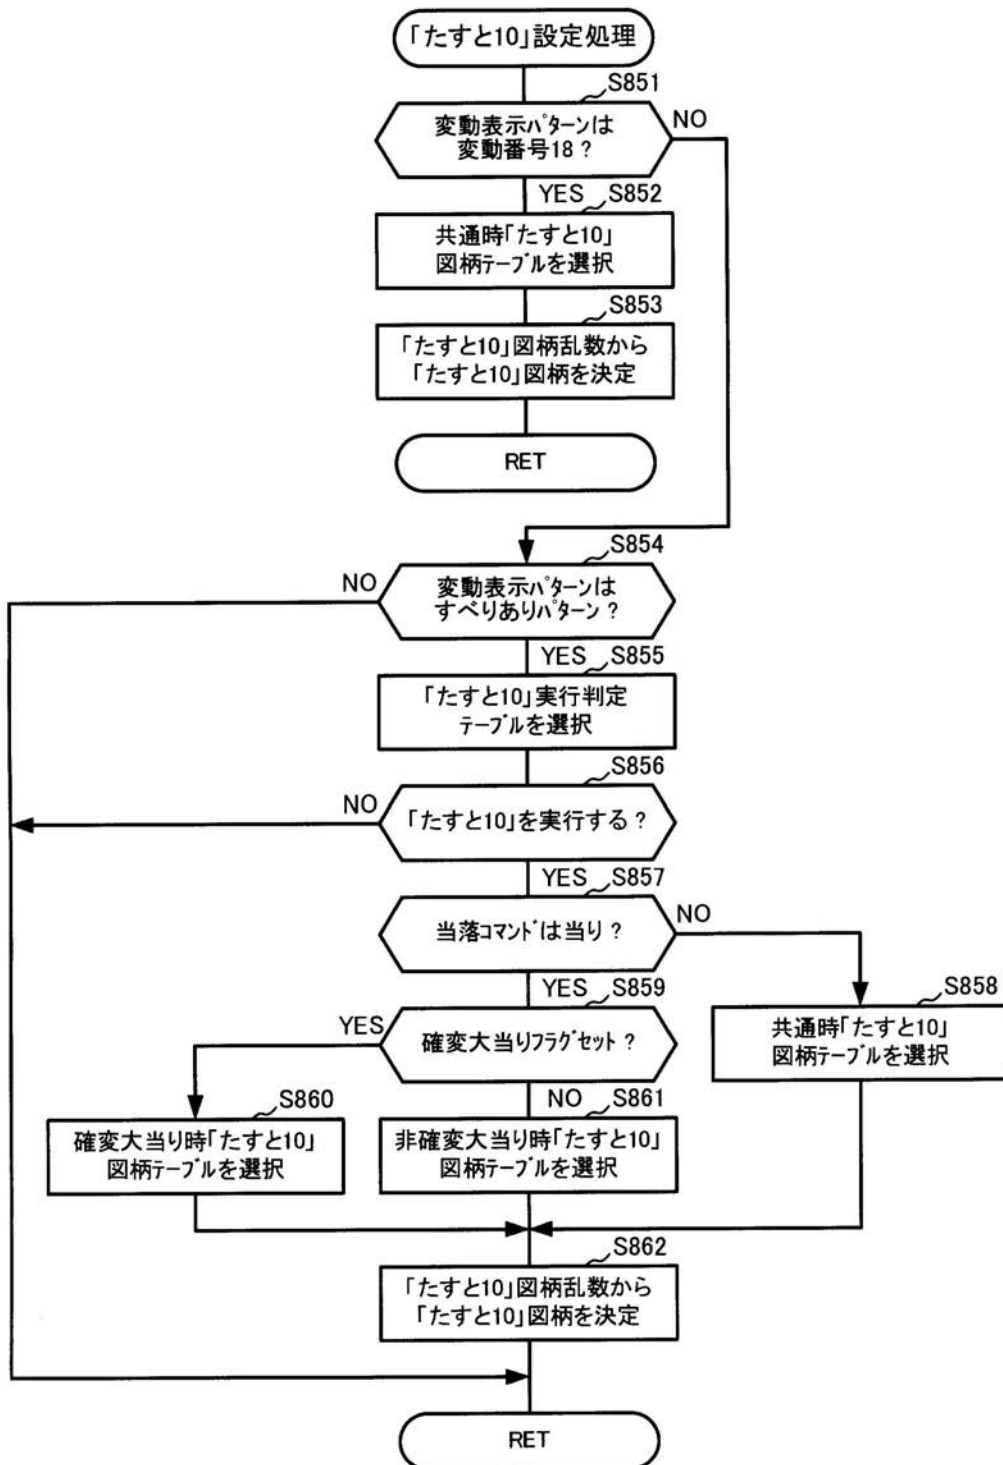 「たすと10」設定処理
S851
変動表示パターンは
変動番号18?
NO
YES
S852
共通時「たすと10」
図柄テーブルを選択
S853
「たすと10」図柄乱数から
「たすと10」図柄を決定
RET
S854
NO
変動表示パターンは
すべりありパターン?
YES
S855
「たすと10」実行判定
テーブルを選択
S856
NO
「たすと10」を実行する?
YES
S857
当落コマンドは当り?
NO
YES
S859
S858
YES
確変大当りフラグセット?
共通時「たすと10」
図柄テーブルを選択
NO
S861
S860
確変大当り時「たすと10」
図柄テーブルを選択
非確変大当り時「たすと10」
図柄テーブルを選択
S862
「たすと10」図柄乱数から
「たすと10」図柄を決定
RET